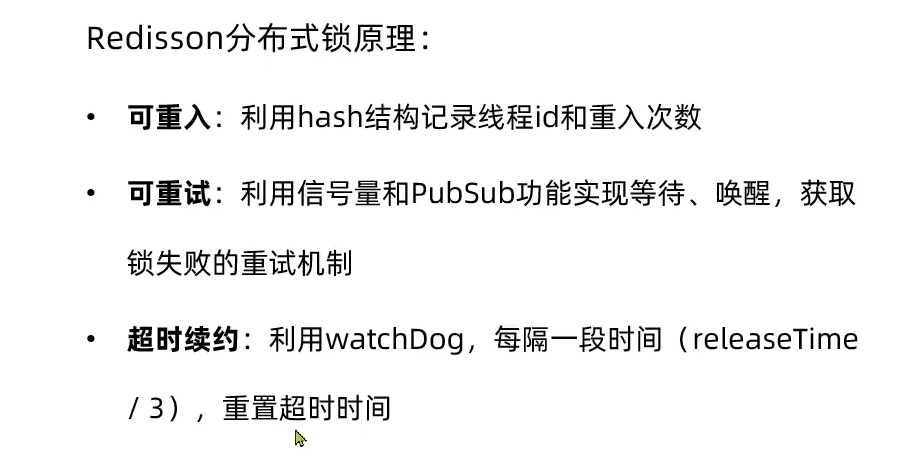 Redisson分布式锁原理：
• 可重入：利用hash结构记录线程id和重入次数
• 可重试：利用信号量和PubSub功能实现等待、唤醒，获取
锁失败的重试机制
• 超时续约：利用watchDog，每隔一段时间（releaseTime
/ 3），重置超时时间